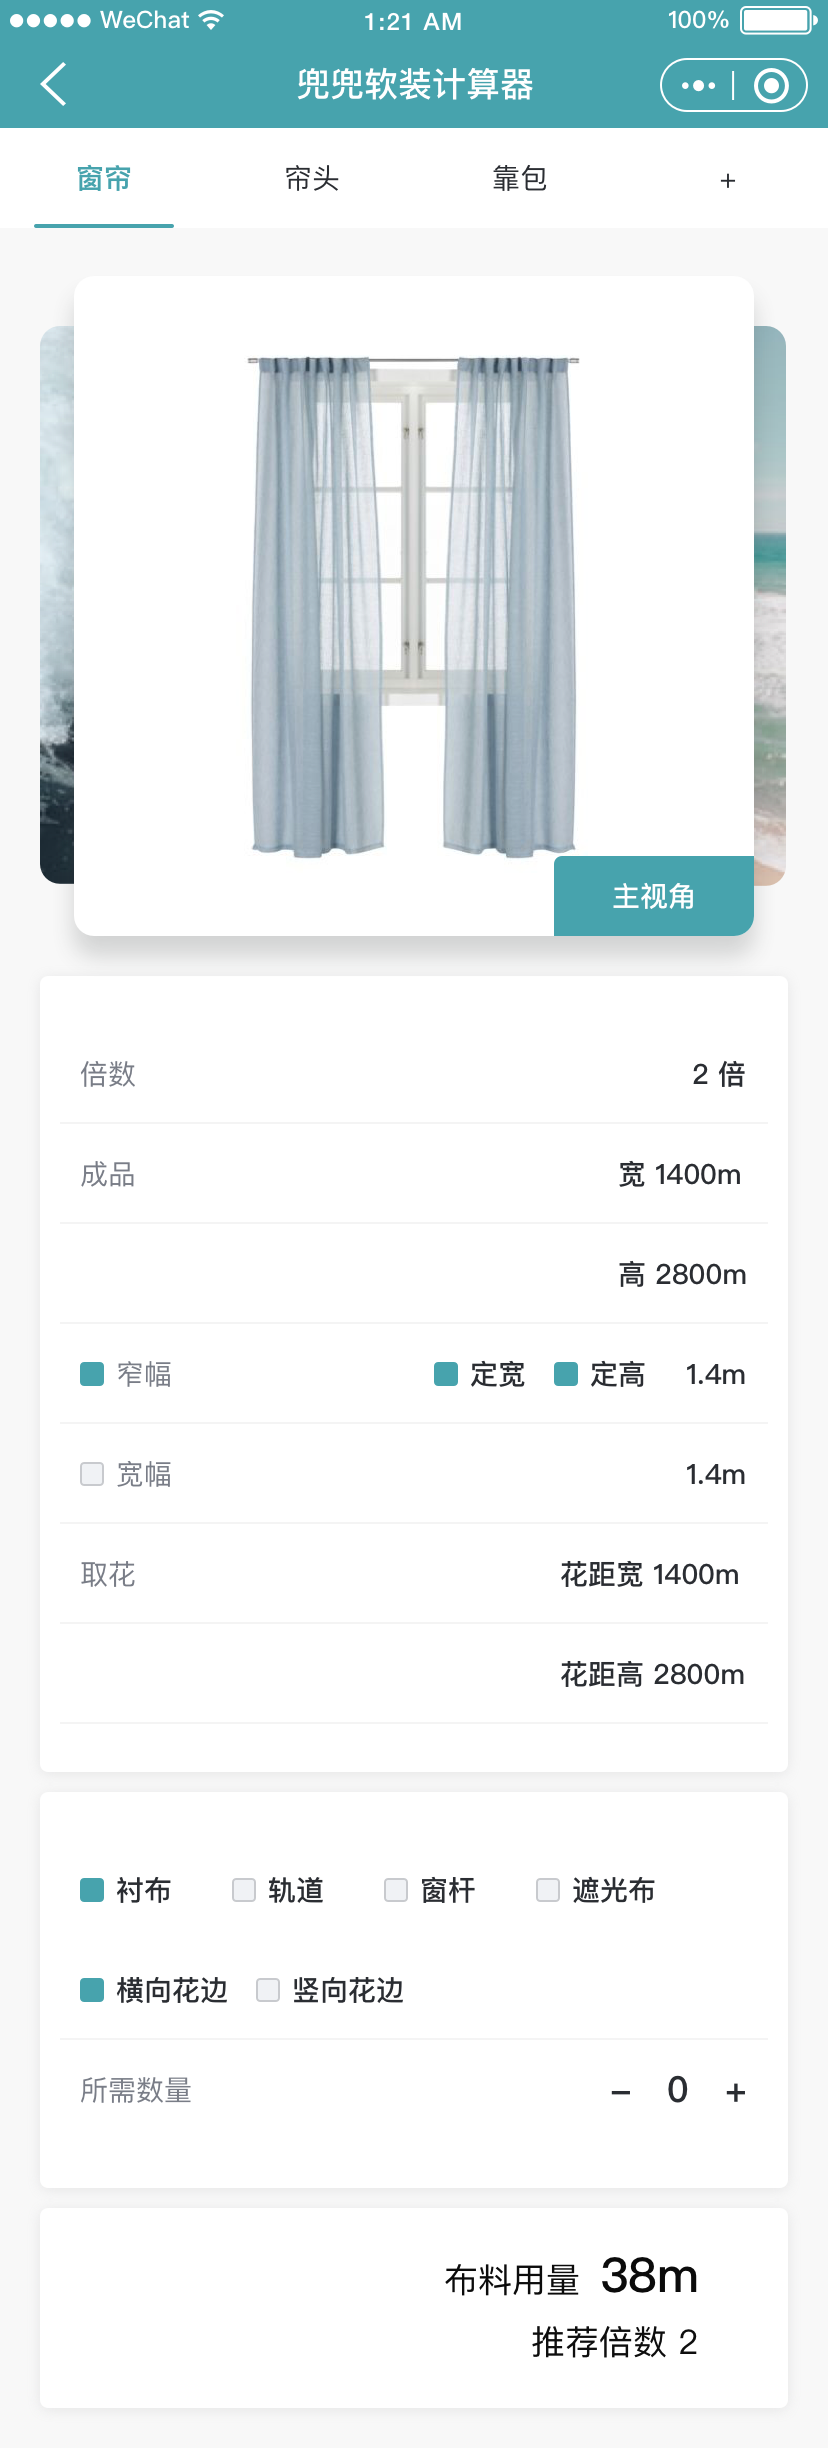 WeChat 1:21 AM 100%
兜兜软装计算器
窗帘 帘头 靠包 +
主视角
倍数 2 倍
成品 宽 1400m
高 2800m
窄幅 定宽 定高 1.4m
宽幅 1.4m
取花 花距宽 1400m
花距高 2800m
衬布 轨道 窗杆 遮光布
横向花边 竖向花边
所需数量 − 0 +
布料用量 38m
推荐倍数 2